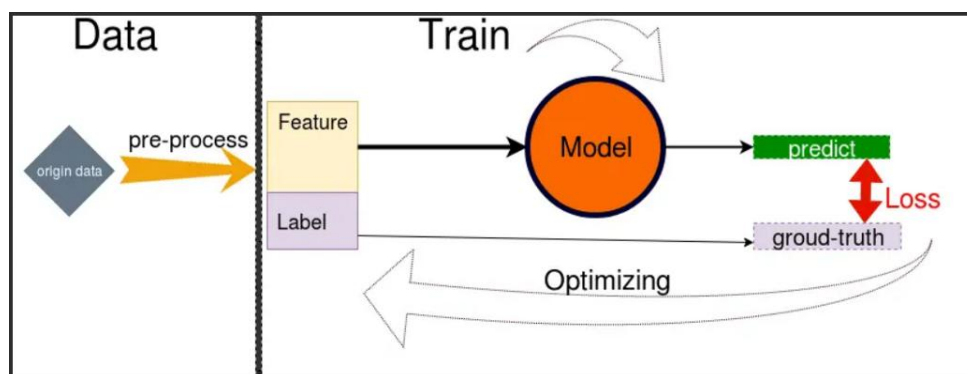 Data
Train
pre-process
origin data
Feature
Label
Model
predict
Loss
groud-truth
Optimizing